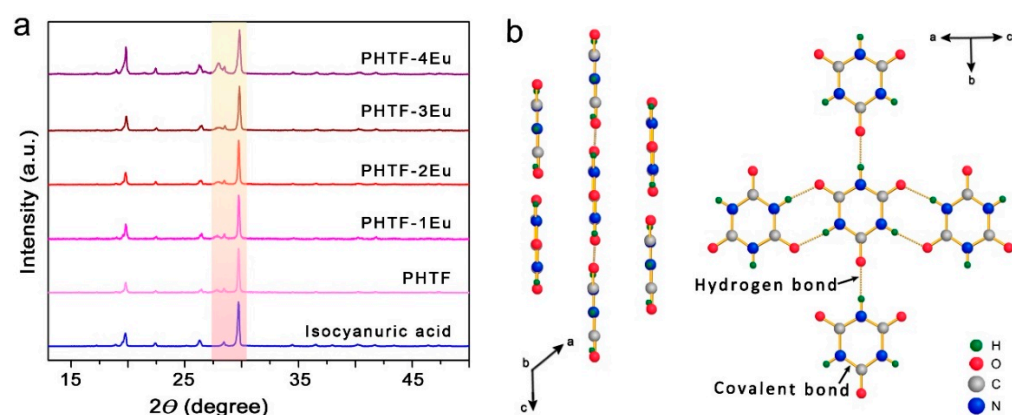 a
Intensity (a.u.)
PHTF-4Eu
PHTF-3Eu
PHTF-2Eu
PHTF-1Eu
PHTF
Isocyanuric acid
15 25 35 45
2Θ (degree)
b
a
b
c
a c
b
Hydrogen bond
Covalent bond
H
O
C
N